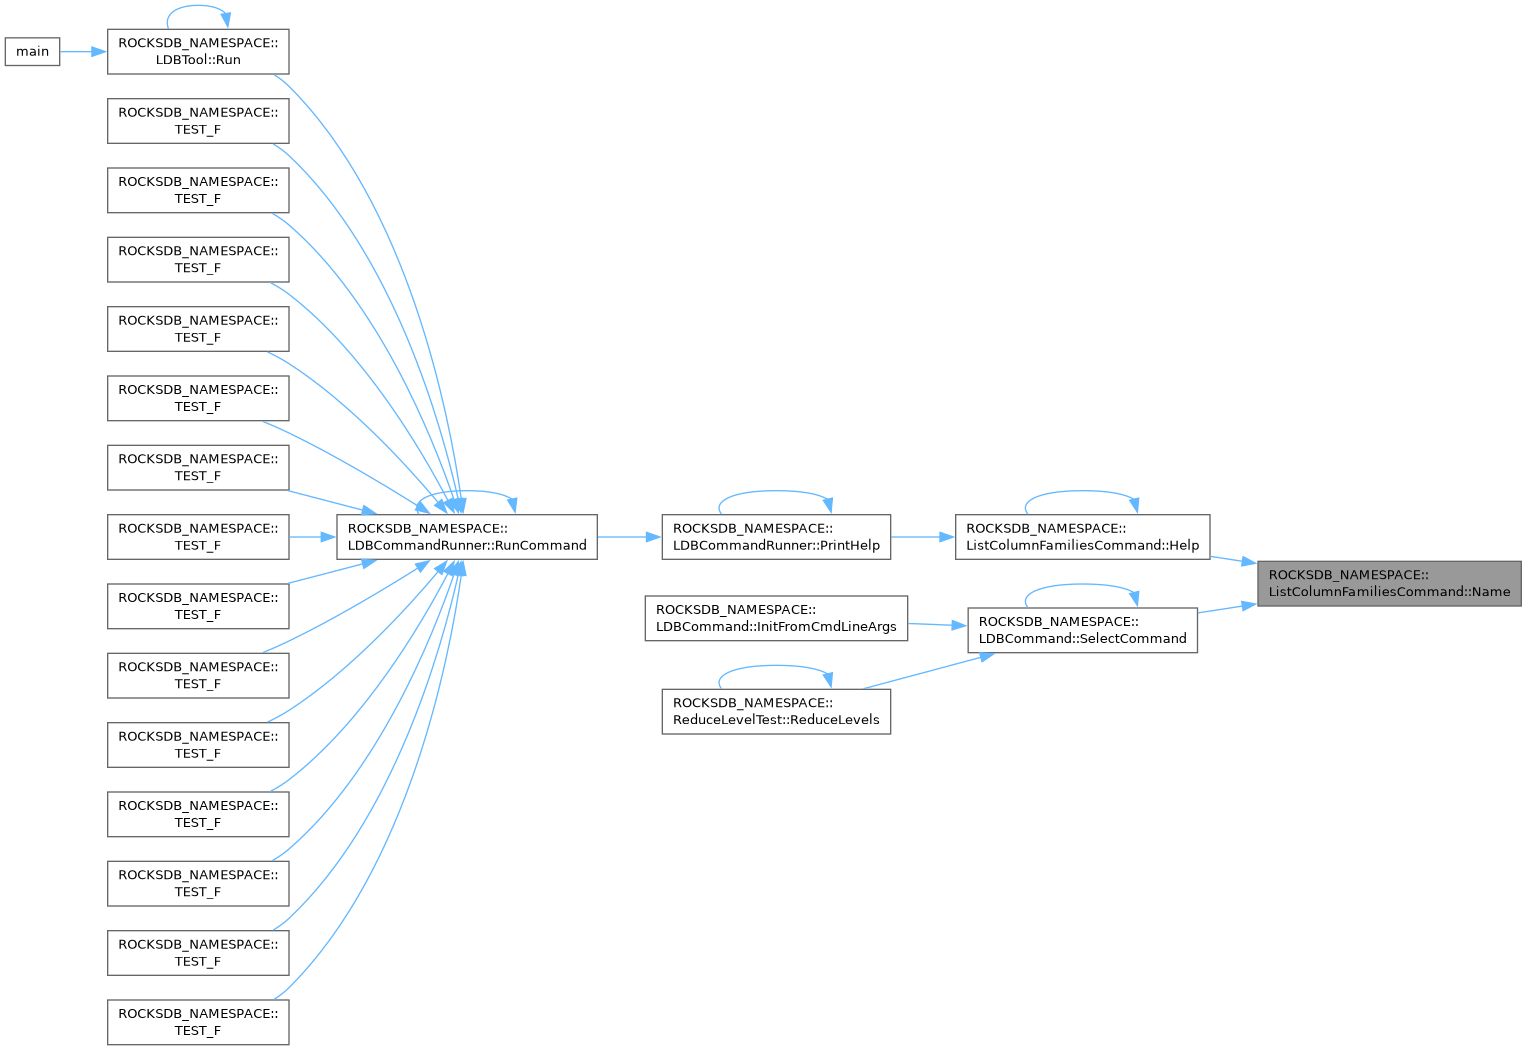 main
ROCKSDB_NAMESPACE::
LDBTool::Run
ROCKSDB_NAMESPACE::
TEST_F
ROCKSDB_NAMESPACE::
TEST_F
ROCKSDB_NAMESPACE::
TEST_F
ROCKSDB_NAMESPACE::
TEST_F
ROCKSDB_NAMESPACE::
TEST_F
ROCKSDB_NAMESPACE::
TEST_F
ROCKSDB_NAMESPACE::
TEST_F
ROCKSDB_NAMESPACE::
TEST_F
ROCKSDB_NAMESPACE::
TEST_F
ROCKSDB_NAMESPACE::
TEST_F
ROCKSDB_NAMESPACE::
TEST_F
ROCKSDB_NAMESPACE::
TEST_F
ROCKSDB_NAMESPACE::
TEST_F
ROCKSDB_NAMESPACE::
TEST_F
ROCKSDB_NAMESPACE::
LDBCommandRunner::RunCommand
ROCKSDB_NAMESPACE::
LDBCommandRunner::PrintHelp
ROCKSDB_NAMESPACE::
LDBCommand::InitFromCmdLineArgs
ROCKSDB_NAMESPACE::
ReduceLevelTest::ReduceLevels
ROCKSDB_NAMESPACE::
ListColumnFamiliesCommand::Help
ROCKSDB_NAMESPACE::
LDBCommand::SelectCommand
ROCKSDB_NAMESPACE::
ListColumnFamiliesCommand::Name